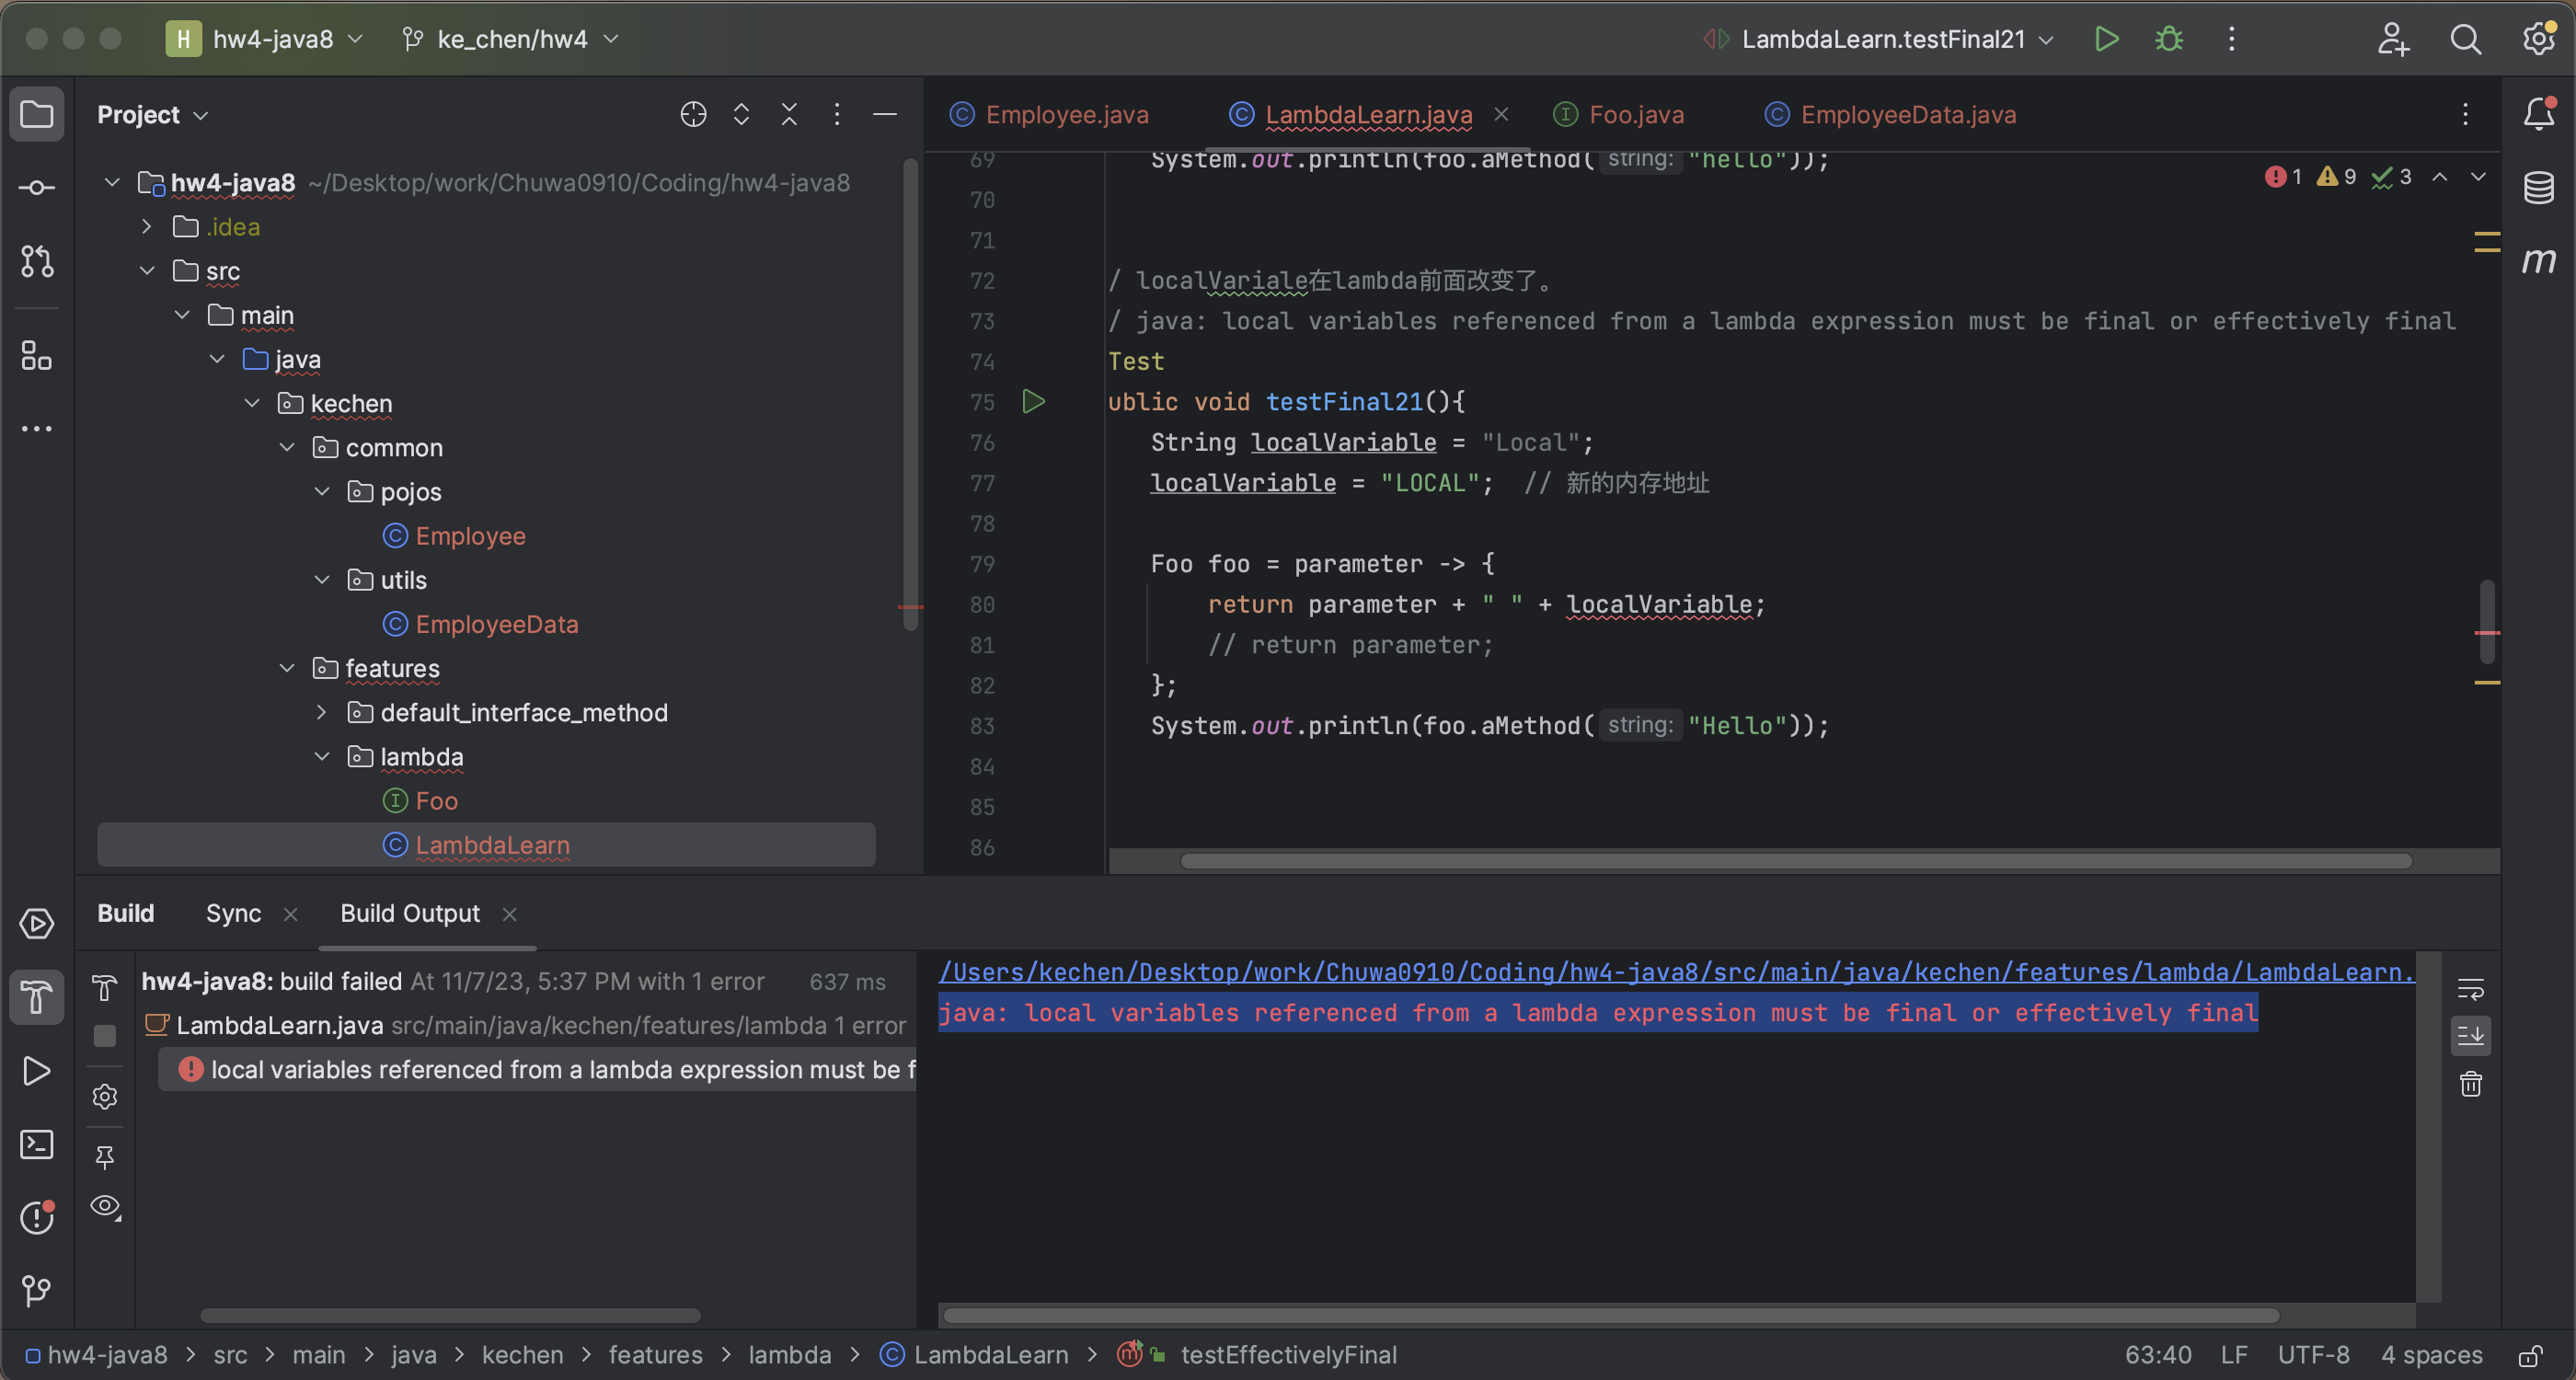 H hw4-java8 ke_chen/hw4 LambdaLearn.testFinal21
Project
hw4-java8 ~/Desktop/work/Chuwa0910/Coding/hw4-java8
.idea
src
main
java
kechen
common
pojos
Employee
utils
EmployeeData
features
default_interface_method
lambda
Foo
LambdaLearn
Employee.java LambdaLearn.java Foo.java EmployeeData.java
1 9 3
69 System.out.println(foo.aMethod( string: "hello"));
70
71
72 / localVariale在lambda前面改变了。
73 / java: local variables referenced from a lambda expression must be final or effectively final
74 Test
75 ublic void testFinal21(){
76 String localVariable = "Local";
77 localVariable = "LOCAL"; // 新的内存地址
78
79 Foo foo = parameter -> {
80 return parameter + " " + localVariable;
81 // return parameter;
82 };
83 System.out.println(foo.aMethod( string: "Hello"));
84
85
86
m
Build Sync Build Output
hw4-java8: build failed At 11/7/23, 5:37 PM with 1 error 637 ms
LambdaLearn.java src/main/java/kechen/features/lambda 1 error
local variables referenced from a lambda expression must be f
/Users/kechen/Desktop/work/Chuwa0910/Coding/hw4-java8/src/main/java/kechen/features/lambda/LambdaLearn.
java: local variables referenced from a lambda expression must be final or effectively final
hw4-java8 > src > main > java > kechen > features > lambda > LambdaLearn > testEffectivelyFinal 63:40 LF UTF-8 4 spaces